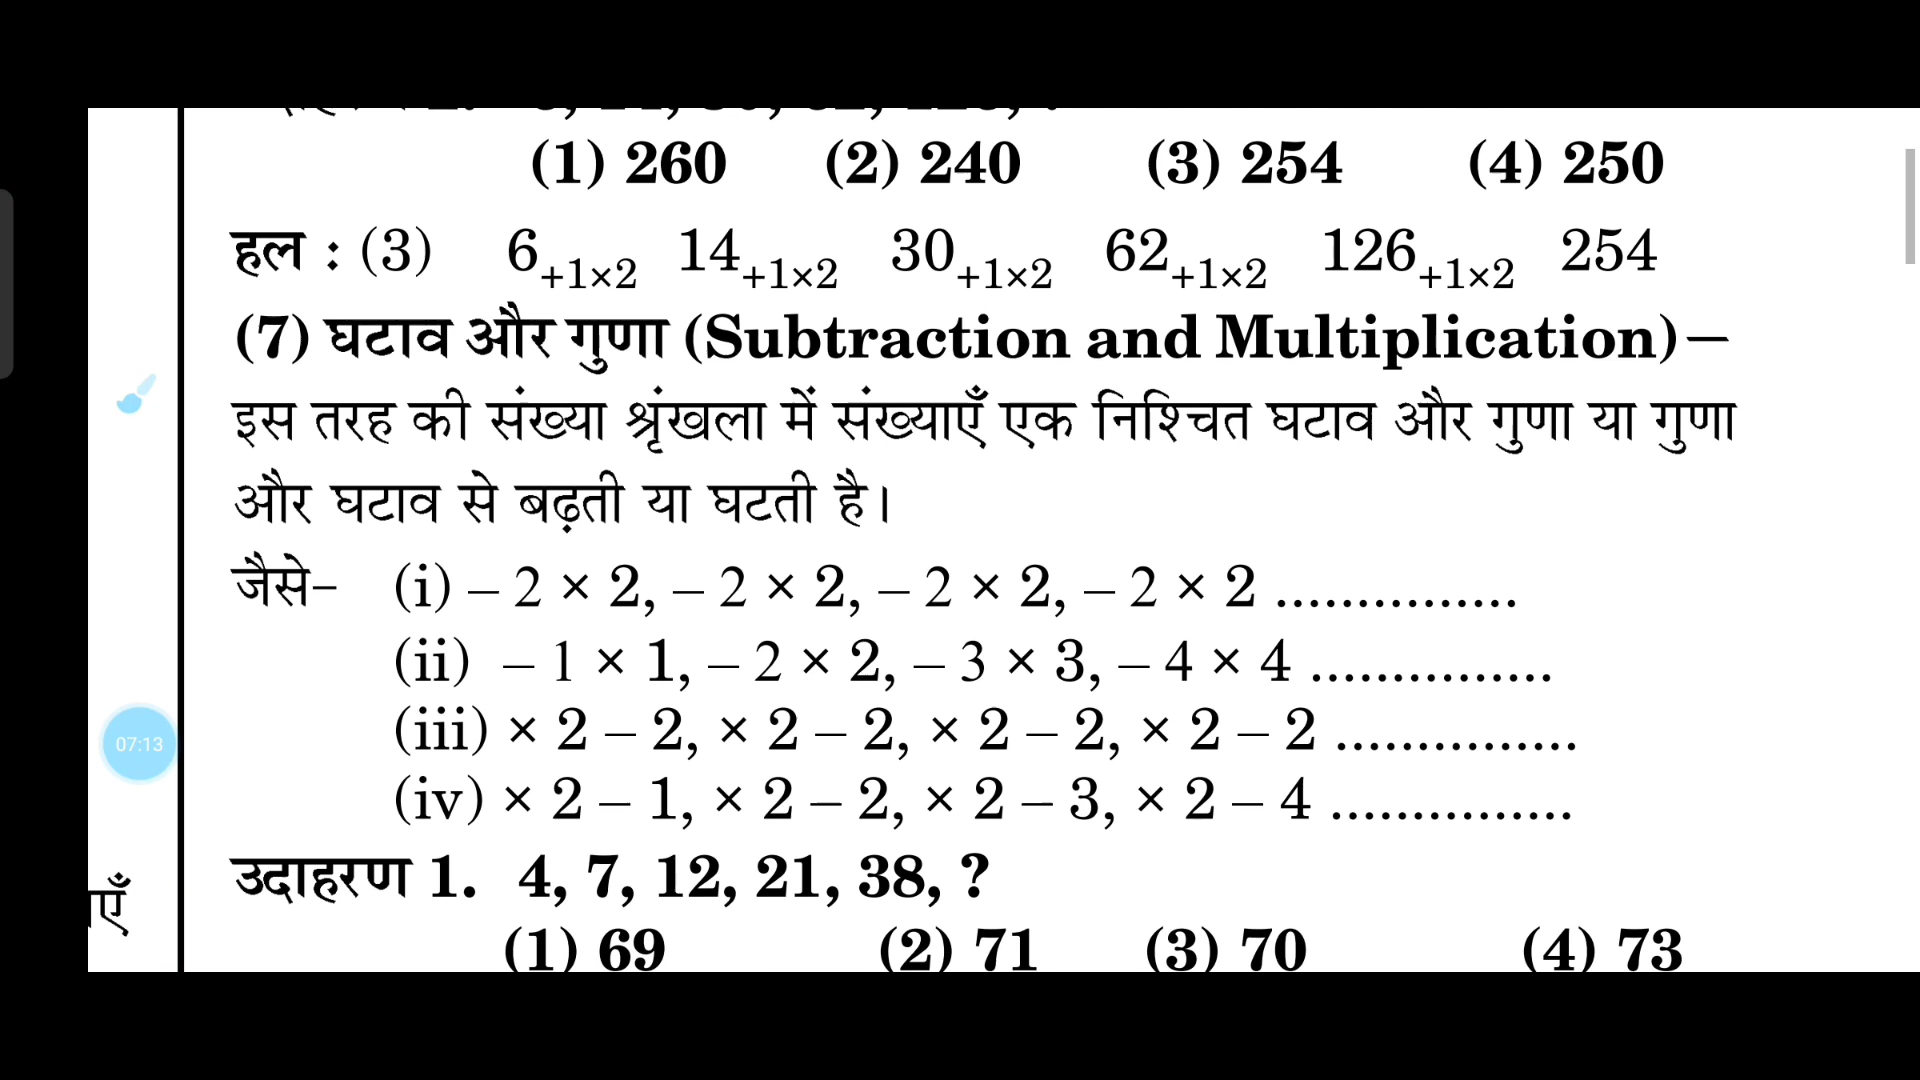 (1) 260 (2) 240 (3) 254 (4) 250
हल : (3) 6+1×2 14+1×2 30+1×2 62+1×2 126+1×2 254
(7) घटाव और गुणा (Subtraction and Multiplication)—
इस तरह की संख्या श्रृंखला में संख्याएँ एक निश्चित घटाव और गुणा या गुणा
और घटाव से बढ़ती या घटती है।
जैसे– (i) – 2 × 2, – 2 × 2, – 2 × 2, – 2 × 2 ...............
(ii) – 1 × 1, – 2 × 2, – 3 × 3, – 4 × 4 ...............
(iii) × 2 – 2, × 2 – 2, × 2 – 2, × 2 – 2 ...............
07:13
(iv) × 2 – 1, × 2 – 2, × 2 – 3, × 2 – 4 ...............
उदाहरण 1. 4, 7, 12, 21, 38, ?
(1) 69 (2) 71 (3) 70 (4) 73